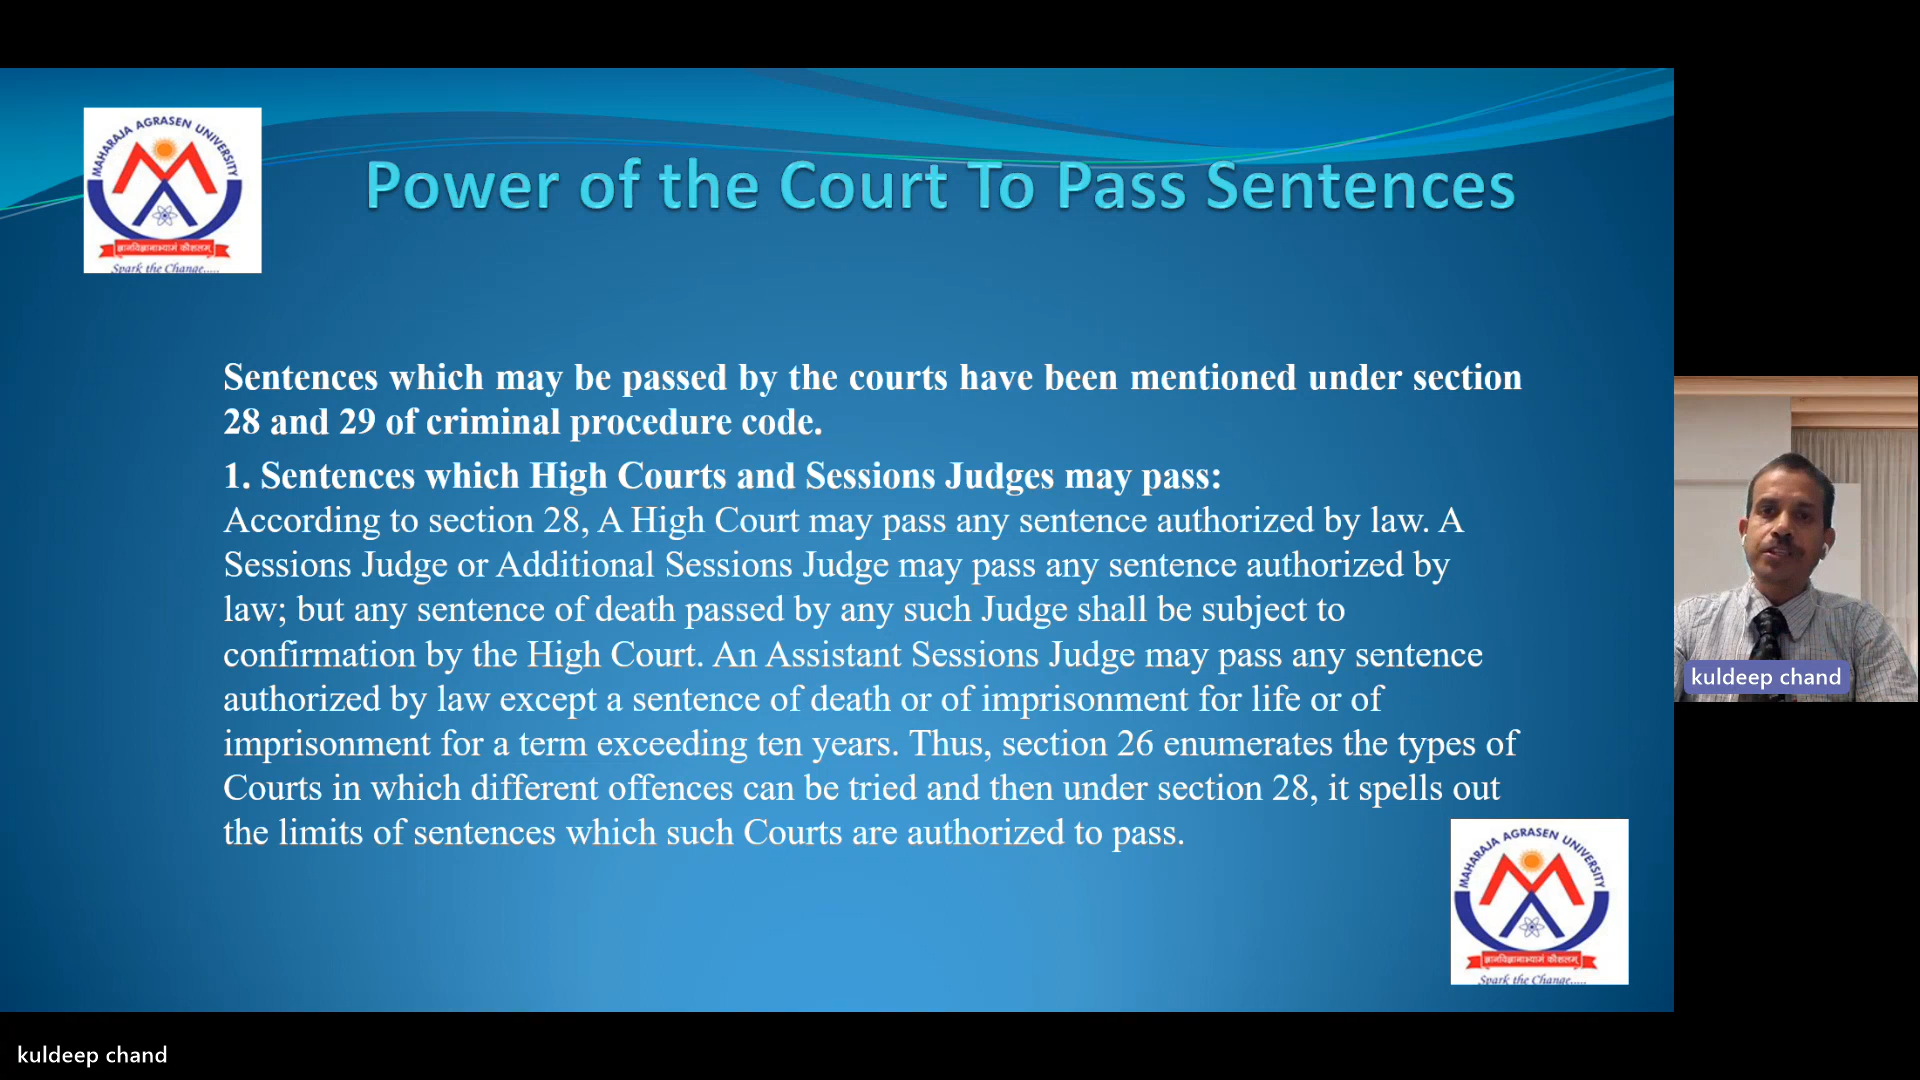 MAHARAJA AGRASEN UNIVERSITY
ज्ञानविज्ञानाभ्यामं कौशलम्
Spark the Change.....
Power of the Court To Pass Sentences
Sentences which may be passed by the courts have been mentioned under section
28 and 29 of criminal procedure code.
1. Sentences which High Courts and Sessions Judges may pass:
According to section 28, A High Court may pass any sentence authorized by law. A
Sessions Judge or Additional Sessions Judge may pass any sentence authorized by
law; but any sentence of death passed by any such Judge shall be subject to
confirmation by the High Court. An Assistant Sessions Judge may pass any sentence
authorized by law except a sentence of death or of imprisonment for life or of
imprisonment for a term exceeding ten years. Thus, section 26 enumerates the types of
Courts in which different offences can be tried and then under section 28, it spells out
the limits of sentences which such Courts are authorized to pass.
MAHARAJA AGRASEN UNIVERSITY
ज्ञानविज्ञानाभ्यामं कौशलम्
Spark the Change.....
kuldeep chand
kuldeep chand